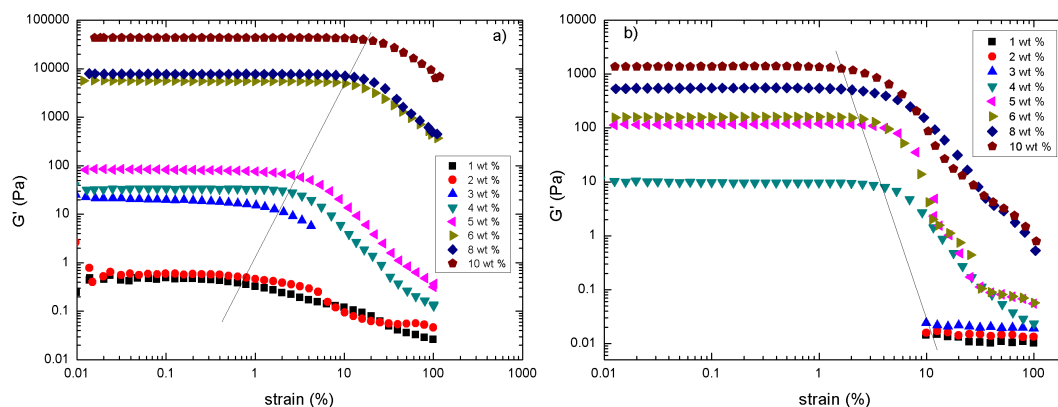 a)
100000
10000
1000
100
10
1
0.1
0.01
G' (Pa)
1 wt %
2 wt %
3 wt %
4 wt %
5 wt %
6 wt %
8 wt %
10 wt %
0.01 0.1 1 10 100 1000
strain (%)
b)
10000
1000
100
10
1
0.1
0.01
G' (Pa)
1 wt %
2 wt %
3 wt %
4 wt %
5 wt %
6 wt %
8 wt %
10 wt %
0.01 0.1 1 10 100
strain (%)